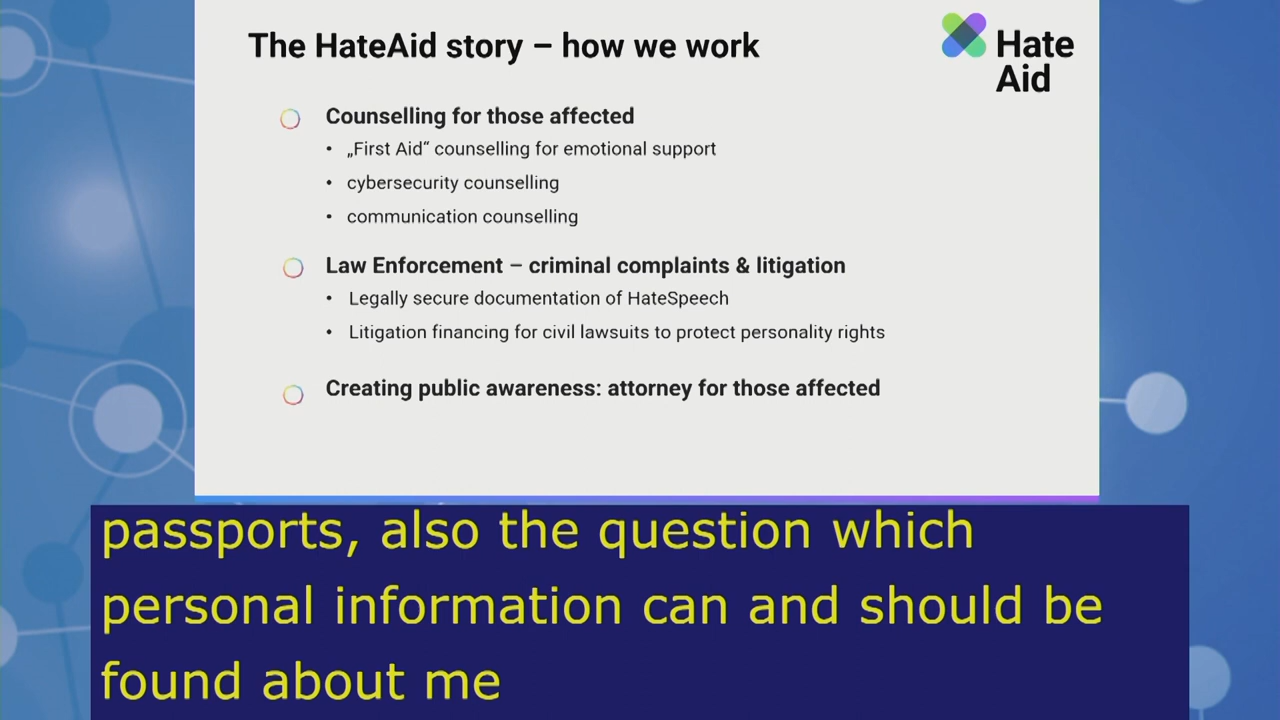 The HateAid story – how we work
Hate
Aid
Counselling for those affected
• „First Aid“ counselling for emotional support
• cybersecurity counselling
• communication counselling
Law Enforcement – criminal complaints & litigation
• Legally secure documentation of HateSpeech
• Litigation financing for civil lawsuits to protect personality rights
Creating public awareness: attorney for those affected
passports, also the question which
personal information can and should be
found about me